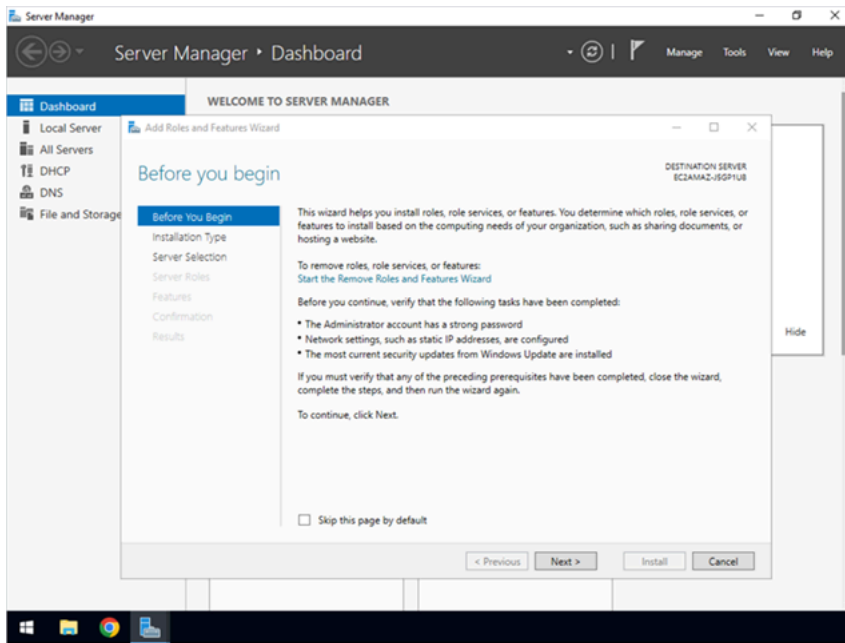 Server Manager
Server Manager ‣ Dashboard
Manage Tools View Help
Dashboard
Local Server
All Servers
DHCP
DNS
File and Storage
WELCOME TO SERVER MANAGER
Add Roles and Features Wizard
Before you begin
DESTINATION SERVER
EC2AMAZ-JSGP1U8
Before You Begin
Installation Type
Server Selection
Server Roles
Features
Confirmation
Results
This wizard helps you install roles, role services, or features. You determine which roles, role services, or
features to install based on the computing needs of your organization, such as sharing documents, or
hosting a website.
To remove roles, role services, or features:
Start the Remove Roles and Features Wizard
Before you continue, verify that the following tasks have been completed:
• The Administrator account has a strong password
• Network settings, such as static IP addresses, are configured
• The most current security updates from Windows Update are installed
If you must verify that any of the preceding prerequisites have been completed, close the wizard,
complete the steps, and then run the wizard again.
To continue, click Next.
Skip this page by default
< Previous Next > Install Cancel
Hide